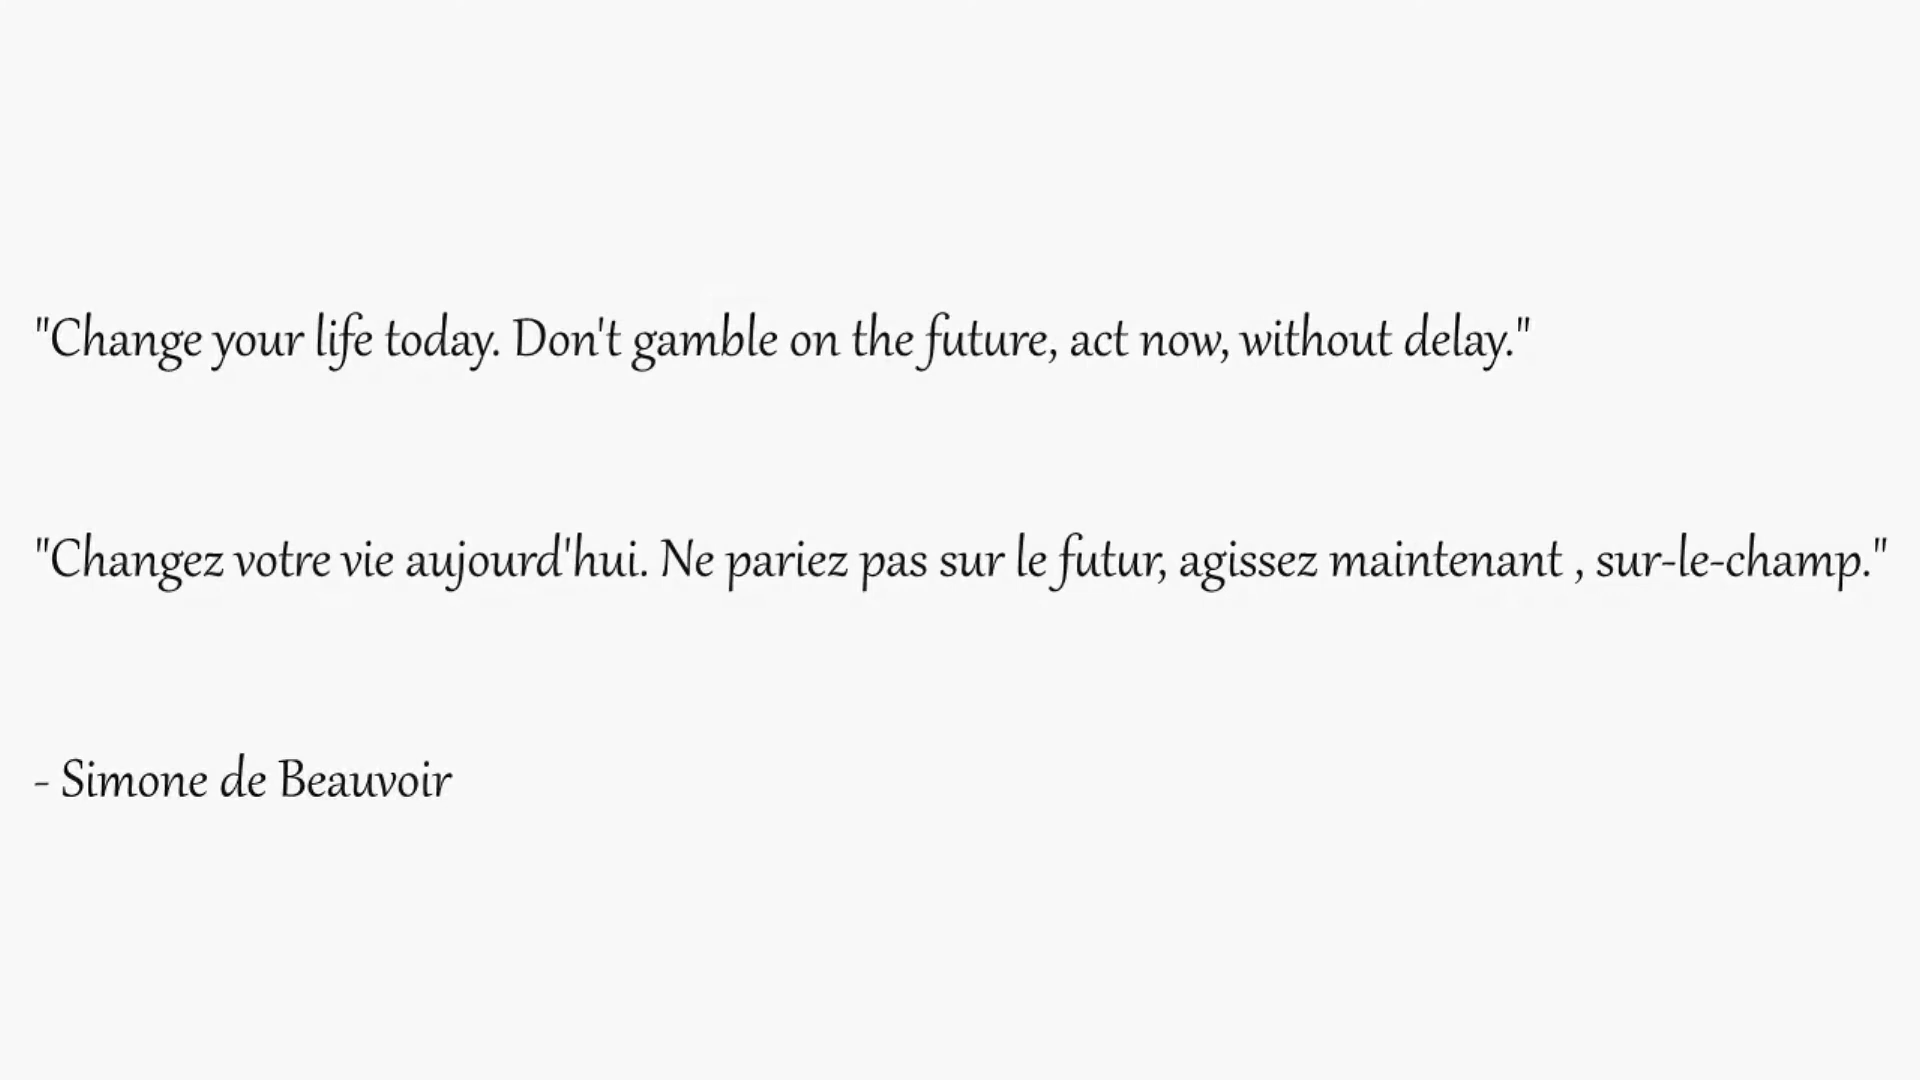 "Change your life today. Don't gamble on the future, act now, without delay."
"Changez votre vie aujourd'hui. Ne pariez pas sur le futur, agissez maintenant , sur-le-champ."
- Simone de Beauvoir